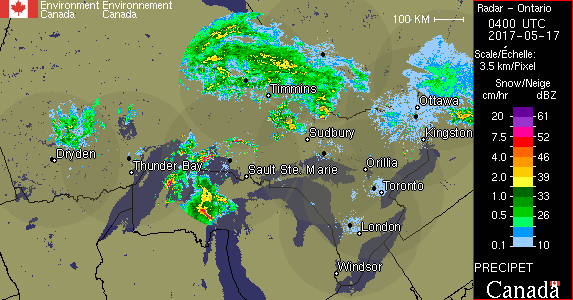 Environment Environnement
Canada Canada
100 KM
Timmins
Ottawa
Sudbury
Kingston
Dryden
Thunder Bay
Sault Ste. Marie
Orillia
Toronto
London
Windsor
Radar - Ontario
0400 UTC
2017-05-17
Scale/Échelle:
3.5 km/Pixel
Snow/Neige
cm/hr dBZ
20 61
7.5 52
4.0 46
2.0 39
1.0 33
0.5 26
0.1 10
PRECIPET
Canada